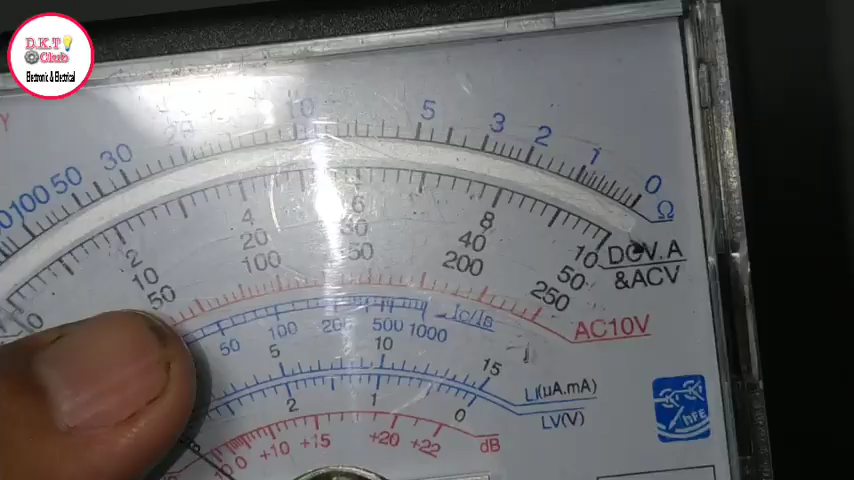 D.K.T
Club
Electronic & Electrical
Y
100 50 30 20 10 5 3 2 1 0 Ω
0 2 4 6 8 10 DCV.A
10 20 30 40 50 &ACV
50 100 150 200 250
AC10V
50 100 200 500 1000 Ic/IB
5 10 15 LI(uA.mA)
2 1 0 LV(V)
0 +10 +15 +20 +22 dB
hFE